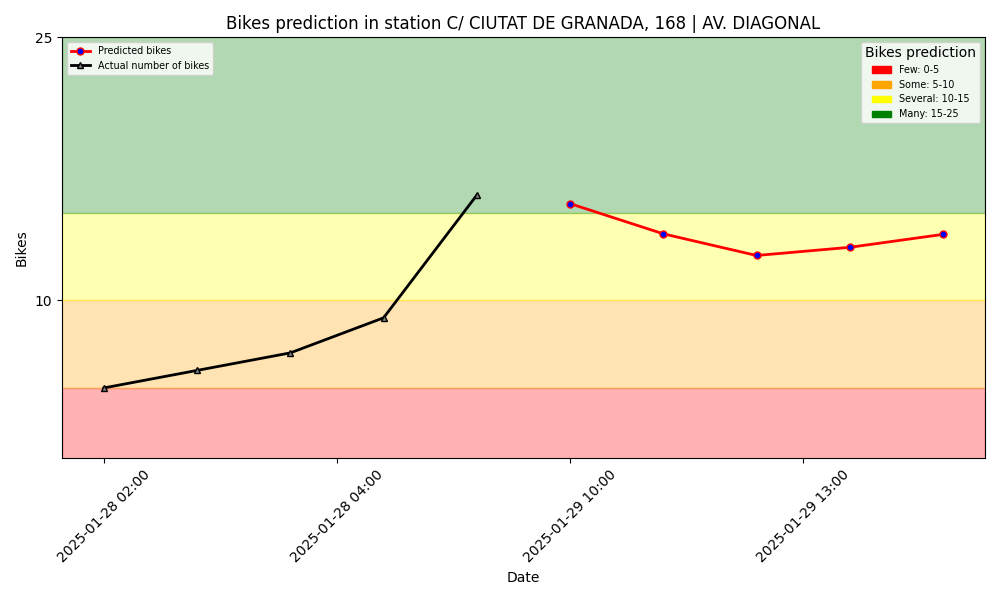 Bikes prediction in station C/ CIUTAT DE GRANADA, 168 | AV. DIAGONAL
25
10
Bikes
Predicted bikes
Actual number of bikes
Bikes prediction
Few: 0-5
Some: 5-10
Several: 10-15
Many: 15-25
2025-01-28 02:00
2025-01-28 04:00
2025-01-29 10:00
2025-01-29 13:00
Date